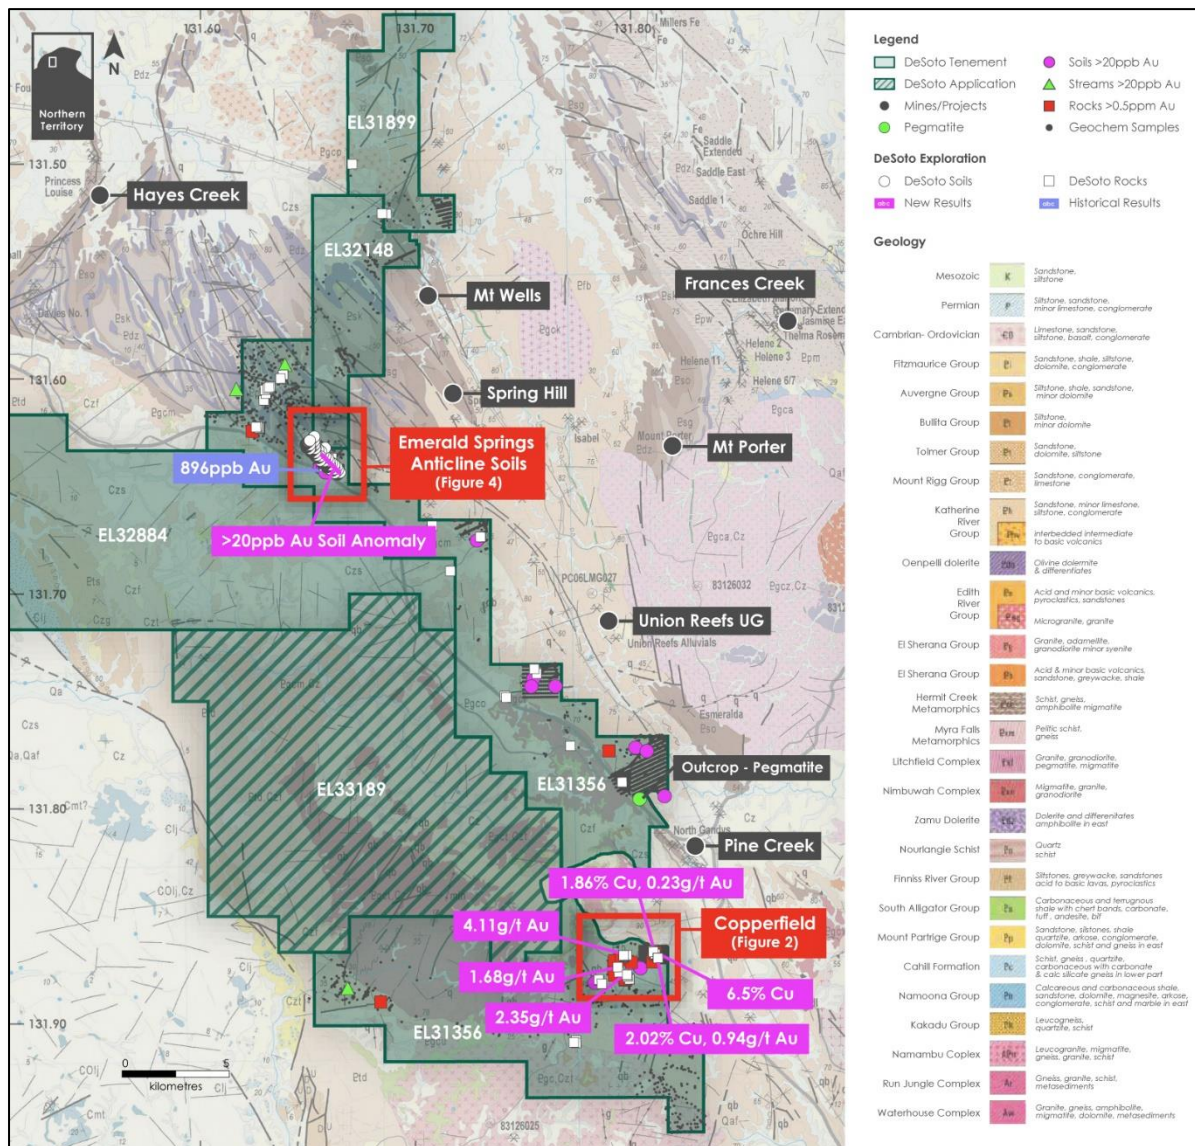 131.60
131.70
131.80
Millers Fe
Fe
N
Northern
Territory
EL31899
Saddle
Extended
Saddle East
Saddle 1
131.50
Princess
Louise
Hayes Creek
Ochre Hill
EL32148
Mt Wells
Frances Creek
Jasmine
Thelma Rosem
Helene 2
Helene 3
Helene 11
Helene 6/7
Davies No. 1
131.60
Spring Hill
Isabel
Mount Porter
Mt Porter
Emerald Springs
Anticline Soils
(Figure 4)
896ppb Au
>20ppb Au Soil Anomaly
EL32884
PC06LMG027
83126032
131.70
Union Reefs UG
Union Reefs Alluvials
Esmeralda
Outcrop - Pegmatite
EL31356
EL33189
131.80
North Gandys
Pine Creek
1.86% Cu, 0.23g/t Au
4.11g/t Au
Copperfield
(Figure 2)
1.68g/t Au
6.5% Cu
2.35g/t Au
2.02% Cu, 0.94g/t Au
EL31356
131.90
0 5
kilometres
83126025
Legend
DeSoto Tenement
DeSoto Application
Mines/Projects
Pegmatite
Soils >20ppb Au
Streams >20ppb Au
Rocks >0.5ppm Au
Geochem Samples
DeSoto Exploration
DeSoto Soils
DeSoto Rocks
abc New Results
abc Historical Results
Geology
Mesozoic
Sandstone,
siltstone
Permian
Siltstone, sandstone,
minor limestone, conglomerate
Cambrian- Ordovician
Limestone, sandstone,
siltstone, basalt, conglomerate
Fitzmaurice Group
Sandstone, shale, siltstone,
dolomite, conglomerate
Auvergne Group
Siltstone, shale, sandstone,
minor dolomite
Bullita Group
Siltstone,
minor dolomite
Tolmer Group
Sandstone,
dolomite, siltstone
Mount Rigg Group
Sandstone, conglomerate,
limestone
Katherine
River
Group
Sandstone, minor limestone,
siltstone, conglomerate
Interbedded intermediate
to basic volcanics
Oenpelli dolerite
Olivine dolermite
& differentiates
Edith
River
Group
Acid and minor basic volcanics,
pyroclastics, sandstones
Microgranite, granite
El Sherana Group
Granite, adamellite,
granodiorite minor syenite
El Sherana Group
Acid & minor basic volcanics,
sandstone, greywacke, shale
Hermit Creek
Metamorphics
Schist, gneiss,
amphibolite migmatite
Myra Falls
Metamorphics
Pelitic schist,
gneiss
Litchfield Complex
Granite, granodiorite,
pegmatite, migmatite
Nimbuwah Complex
Migmatite, granite,
granodiorite
Zamu Dolerite
Dolerite and differenitates
amphibolite in east
Nourlangie Schist
Quartz
schist
Finniss River Group
Siltstones, greywacke, sandstones
acid to basic lavas, pyroclastics
South Alligator Group
Carbonaceous and terrugnous
shale with chert bands, carbonate,
tuff , andesite, bif
Mount Partrige Group
Sandstone, silstones, shale
quartzite, arkose, conglomerate,
dolomite, schist and gneiss in east
Cahill Formation
Schist, gneiss , quartzite,
carbonaceous with carbonate
& calc silicate gneiss in lower part
Namoona Group
Calcareous and carbonaceous shale,
sandstone, dolomite, magnesite, arkose,
conglomerate, schist and marble in east
Kakadu Group
Leucogneiss,
quartzite, schist
Namambu Coplex
Leucogranite, migmatite,
gneiss, granite, schist
Run Jungle Complex
Gneiss, granite, schist,
metasediments
Waterhouse Complex
Granite, gneiss, amphibolite,
migmatite, dolomite, metasediments